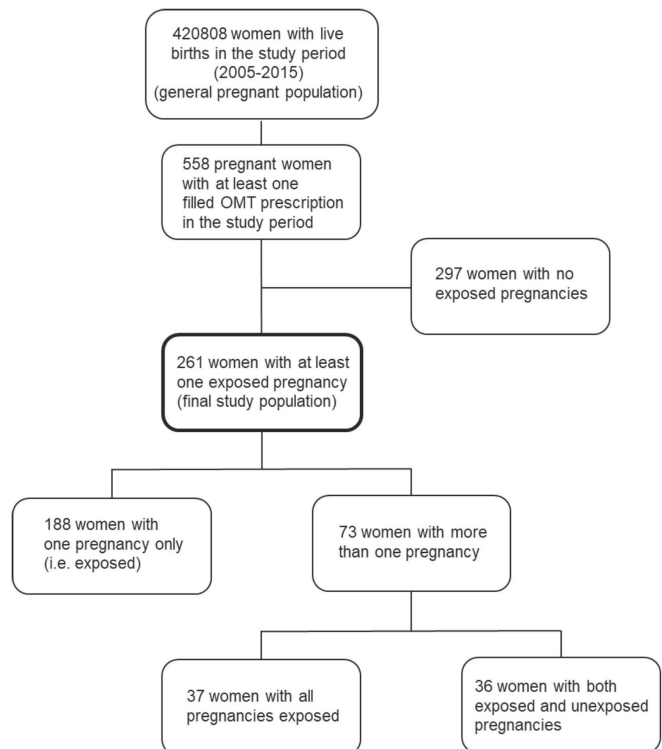 420808 women with live
births in the study period
(2005-2015)
(general pregnant population)
558 pregnant women
with at least one
filled OMT prescription
in the study period
297 women with no
exposed pregnancies
261 women with at least
one exposed pregnancy
(final study population)
188 women with
one pregnancy only
(i.e. exposed)
73 women with more
than one pregnancy
37 women with all
pregnancies exposed
36 women with both
exposed and unexposed
pregnancies